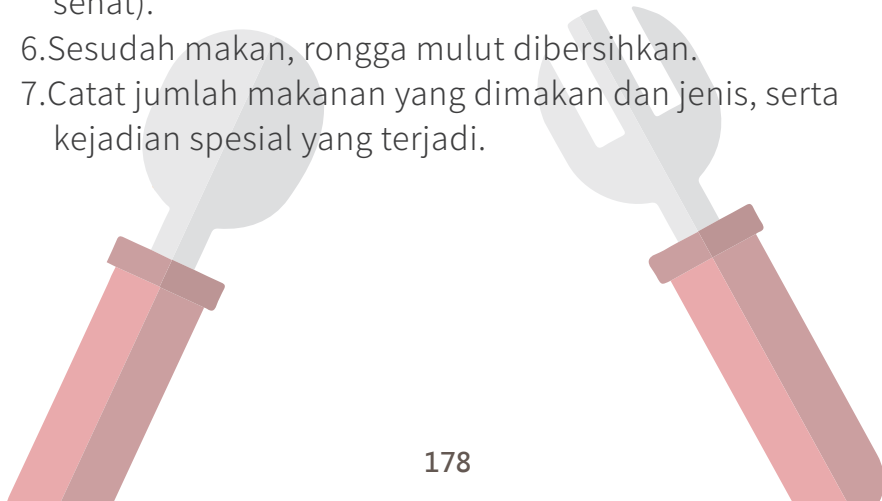 sehat).
6.Sesudah makan, rongga mulut dibersihkan.
7.Catat jumlah makanan yang dimakan dan jenis, serta
kejadian spesial yang terjadi.
178